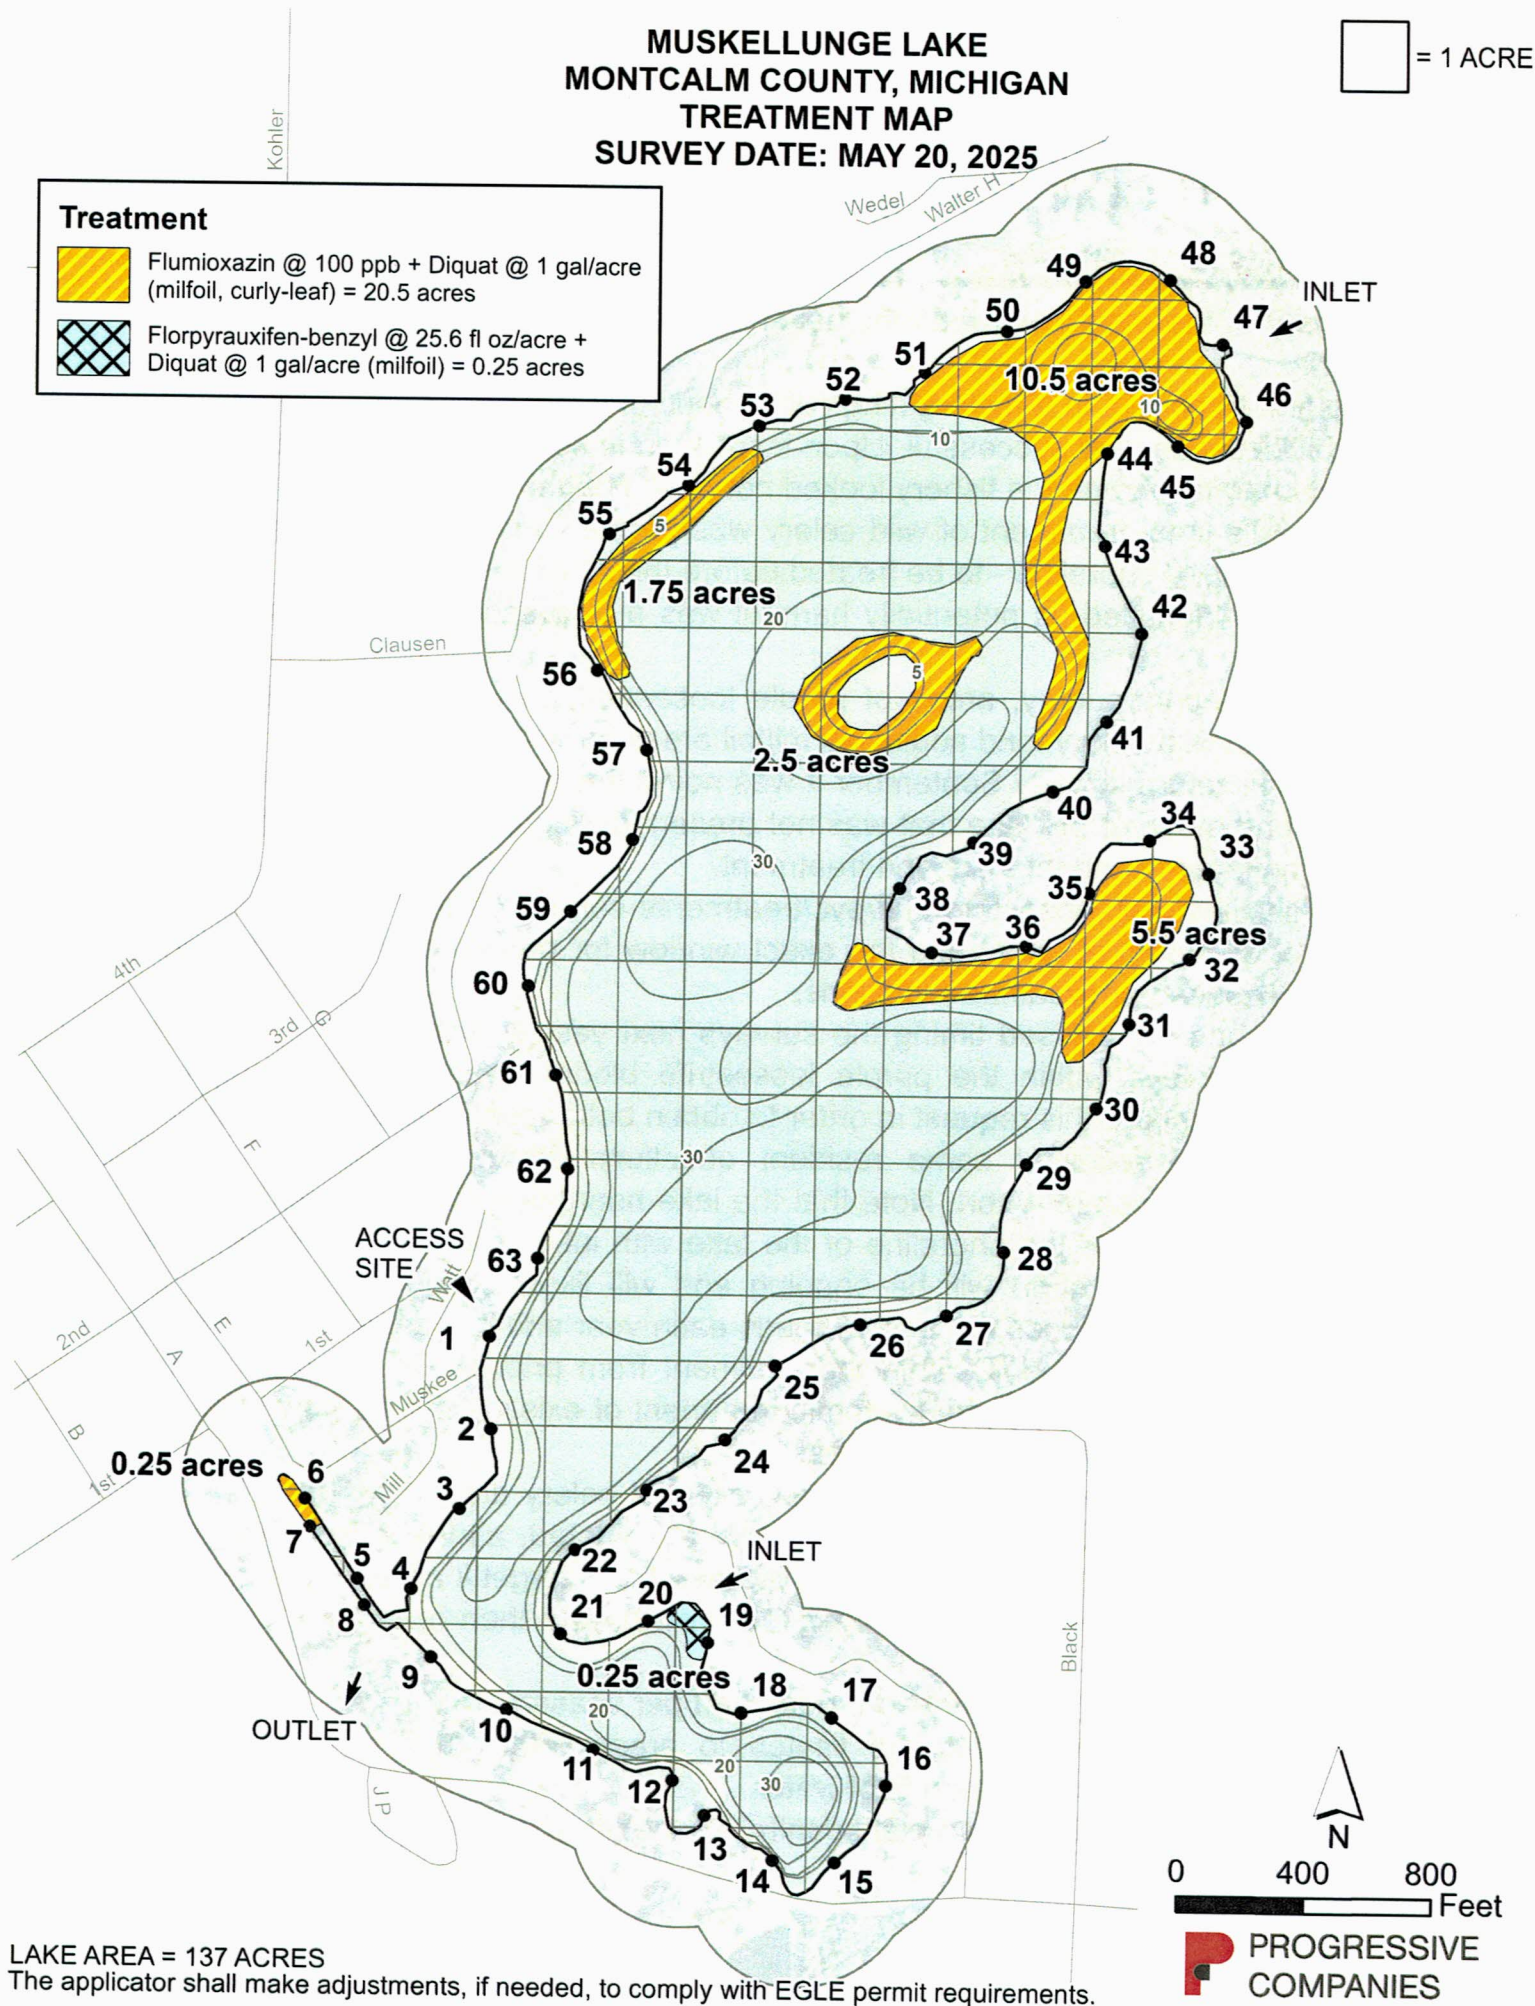 MUSKELLUNGE LAKE
MONTCALM COUNTY, MICHIGAN
TREATMENT MAP
SURVEY DATE: MAY 20, 2025
= 1 ACRE
Kohler
Treatment
Flumioxazin @ 100 ppb + Diquat @ 1 gal/acre
(milfoil, curly-leaf) = 20.5 acres
Florpyrauxifen-benzyl @ 25.6 fl oz/acre +
Diquat @ 1 gal/acre (milfoil) = 0.25 acres
Wedel
Walter H
49
48
INLET
47
50
51
10.5 acres
52
46
10
53
10
44
54
45
55
5
43
1.75 acres
42
20
Clausen
56
5
41
57
2.5 acres
40
34
58
39
33
30
38
35
59
37
36
5.5 acres
32
4th
60
3rd
G
31
61
30
F
62
30
29
ACCESS
SITE
63
28
Watt
1
2nd
E
1st
A
26
27
25
Muskee
2
B
24
0.25 acres
6
1st
Mill
3
23
7
5
4
22
INLET
8
21
20
19
Black
9
0.25 acres
18
17
OUTLET
10
20
11
20
16
12
30
J P
13
14
15
N
0 400 800
Feet
PROGRESSIVE
COMPANIES
LAKE AREA = 137 ACRES
The applicator shall make adjustments, if needed, to comply with EGLE permit requirements.